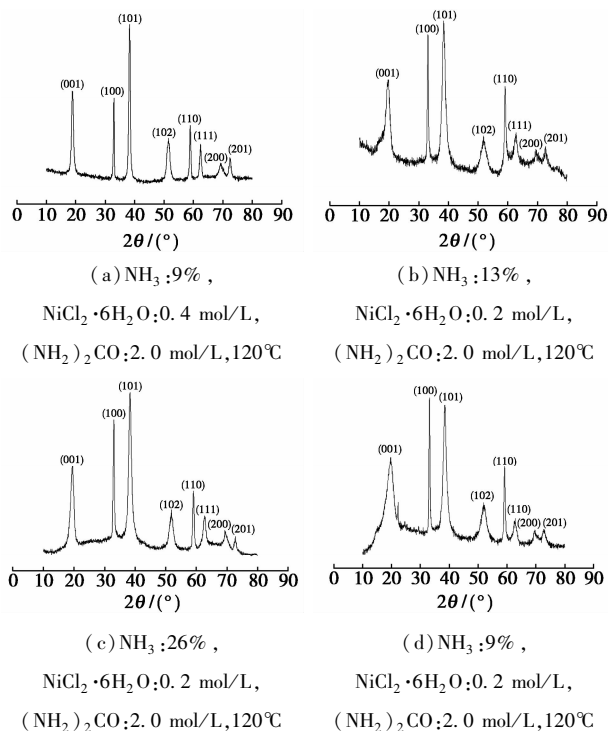 (001) (100) (101) (102) (110) (111) (200) (201)
0 10 20 30 40 50 60 70 80 90
2θ/(°)
(a)NH₃:9%,
NiCl₂·6H₂O:0.4 mol/L,
(NH₂)₂CO:2.0 mol/L,120℃
(001) (100) (101) (102) (110) (111) (200) (201)
0 10 20 30 40 50 60 70 80 90
2θ/(°)
(b)NH₃:13%,
NiCl₂·6H₂O:0.2 mol/L,
(NH₂)₂CO:2.0 mol/L,120℃
(001) (100) (101) (102) (110) (111) (200) (201)
0 10 20 30 40 50 60 70 80 90
2θ/(°)
(c)NH₃:26%,
NiCl₂·6H₂O:0.2 mol/L,
(NH₂)₂CO:2.0 mol/L,120℃
(001) (100) (101) (102) (110) (110) (200) (201)
0 10 20 30 40 50 60 70 80 90
2θ/(°)
(d)NH₃:9%,
NiCl₂·6H₂O:0.2 mol/L,
(NH₂)₂CO:2.0 mol/L,120℃